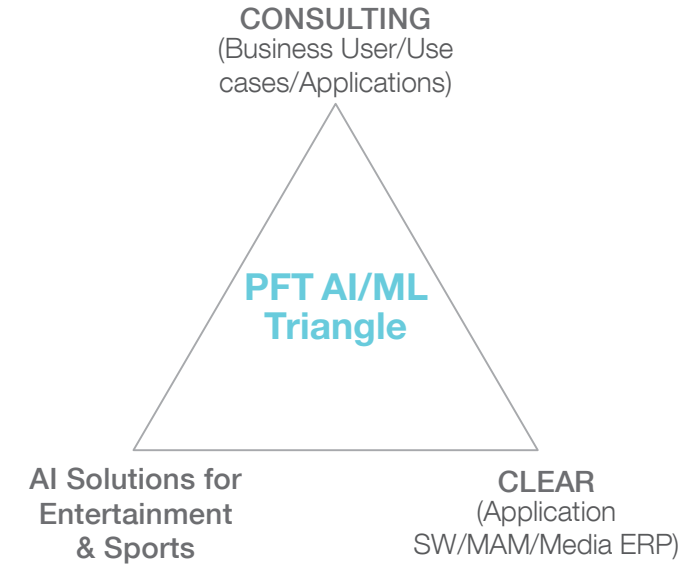 CONSULTING
(Business User/Use
cases/Applications)
PFT AI/ML
Triangle
AI Solutions for
Entertainment
& Sports
CLEAR
(Application
SW/MAM/Media ERP)